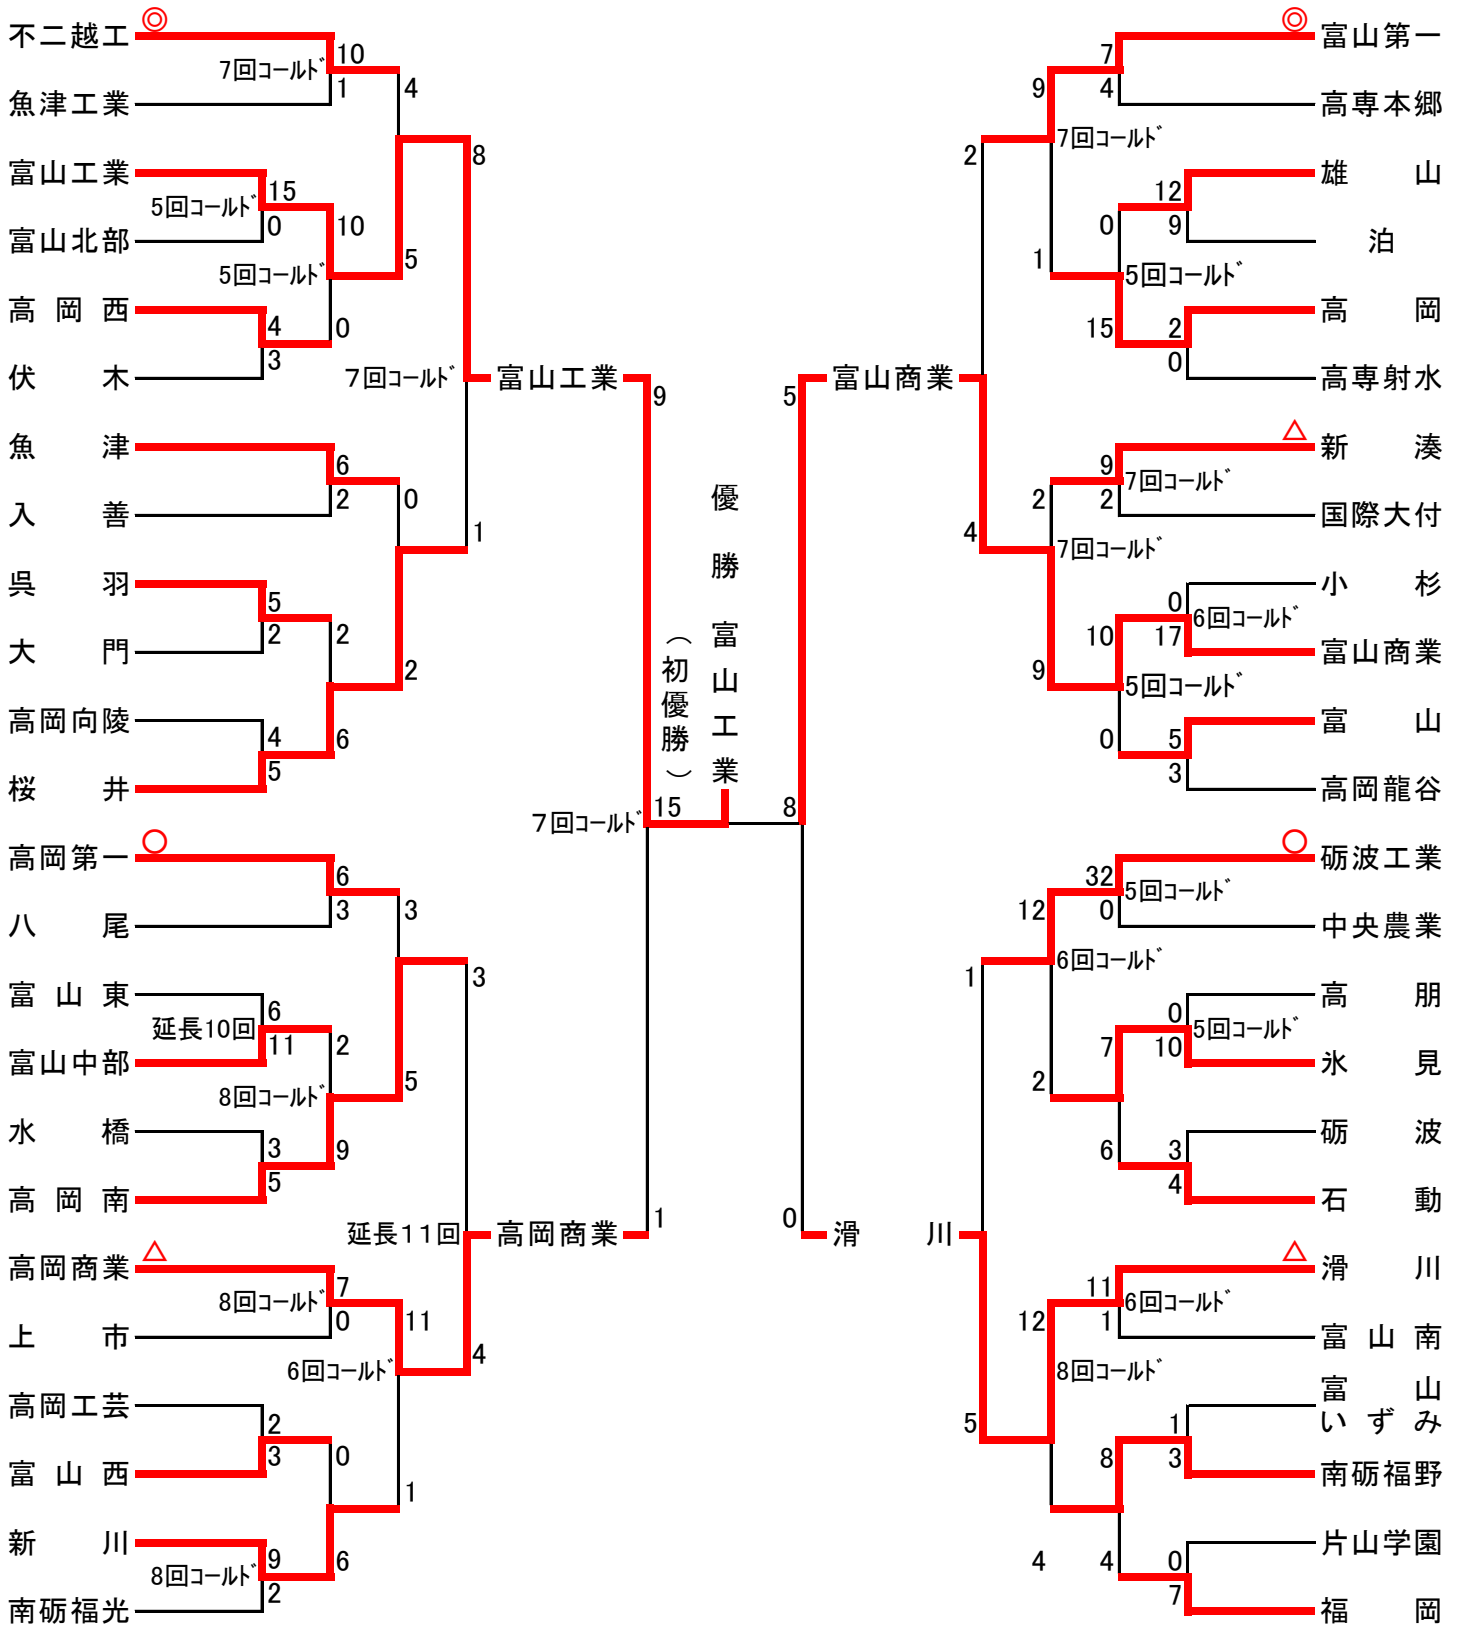 不二越工 ◎
10
7回コールド
1
魚津工業
4
富山工業
15
5回コールド
0
富山北部
10
5回コールド
5
8
高岡西
4
0
3
伏木
7回コールド
富山工業
9
魚津
6
2
入善
0
1
呉羽
5
2
大門
2
2
高岡向陵
4
5
桜井
6
優勝 富山工業
（初優勝）
7回コールド
15
8
高岡第一 ○
6
3
八尾
3
3
富山東
6
延長10回
11
富山中部
2
8回コールド
5
水橋
3
5
高岡南
9
延長11回
高岡商業
1
高岡商業 △
7
8回コールド
0
上市
11
6回コールド
4
高岡工芸
2
3
富山西
0
1
新川
9
8回コールド
2
南砺福光
6
◎ 富山第一
7
4
高専本郷
9
7回コールド
2
雄山
12
9
泊
0
1
5回コールド
高岡
15
2
0
高専射水
5
富山商業
△ 新湊
9
7回コールド
2
国際大付
2
7回コールド
4
小杉
0
6回コールド
17
富山商業
10
5回コールド
9
富山
0
5
3
高岡龍谷
○ 砺波工業
32
5回コールド
0
中央農業
12
6回コールド
1
高朋
0
5回コールド
10
氷見
7
2
砺波
6
3
4
石動
0
滑川
△ 滑川
11
6回コールド
1
富山南
12
8回コールド
5
富山
いずみ
1
3
南砺福野
8
片山学園
4
4
0
7
福岡